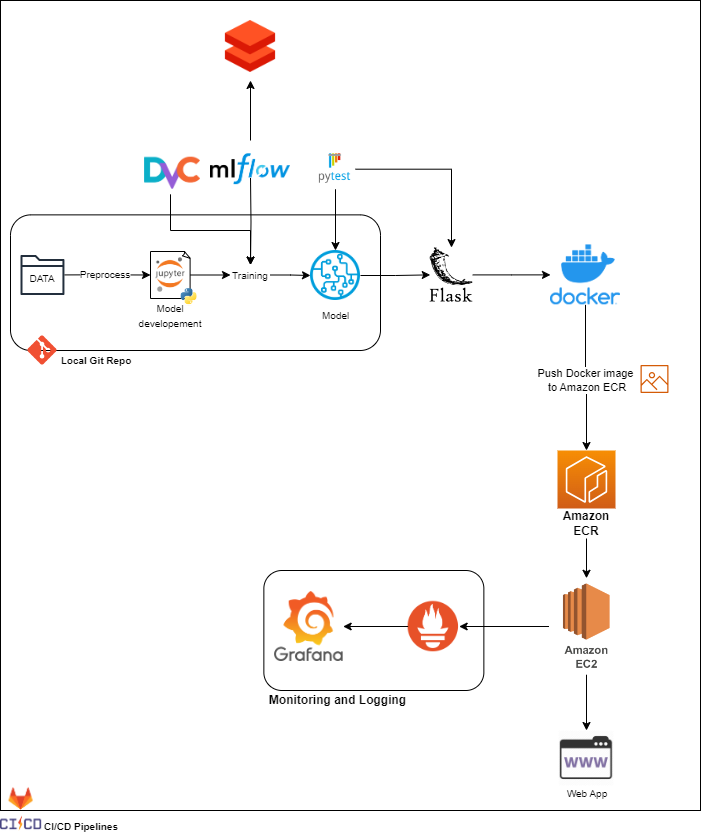 DVC
mlflow
pytest
DATA
Preprocess
jupyter
Training
Model
developement
Model
Flask
docker
Local Git Repo
Push Docker image
to Amazon ECR
Amazon
ECR
Grafana
Amazon
EC2
Monitoring and Logging
WWW
Web App
CI/CD
CI/CD Pipelines